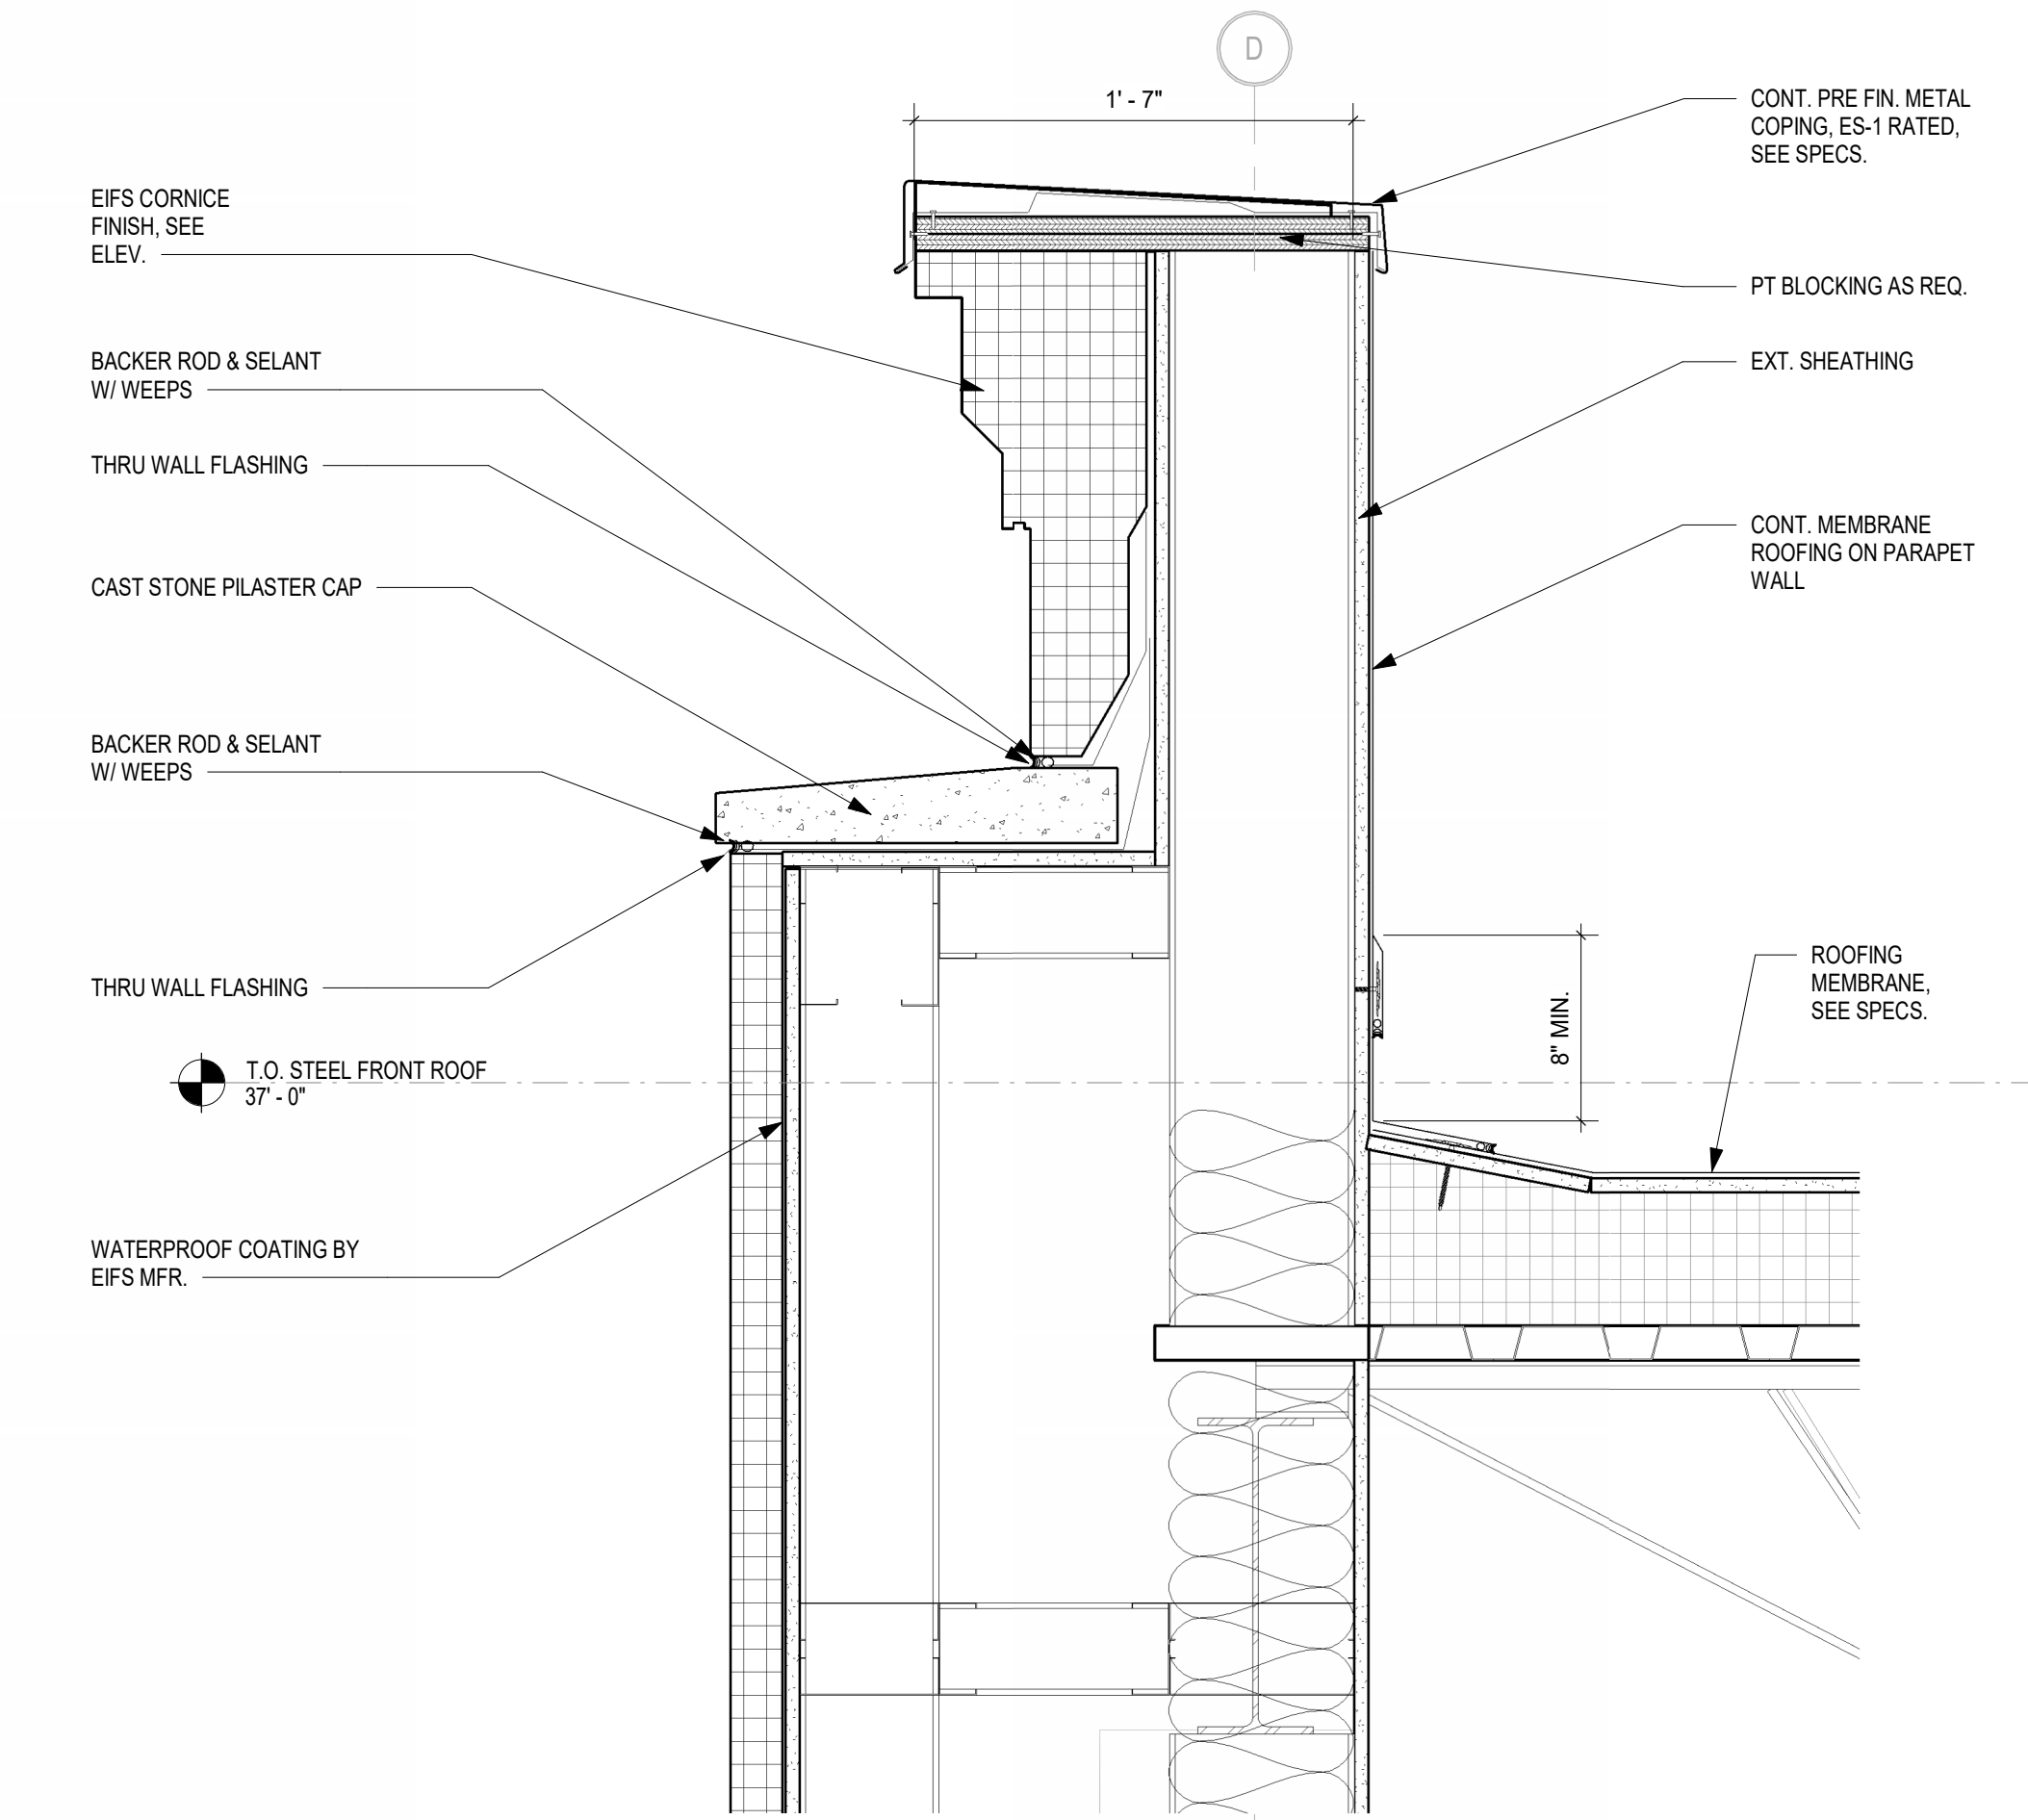 D
1' - 7"
CONT. PRE FIN. METAL
COPING, ES-1 RATED,
SEE SPECS.
EIFS CORNICE
FINISH, SEE
ELEV.
PT BLOCKING AS REQ.
BACKER ROD & SELANT
W/ WEEPS
EXT. SHEATHING
THRU WALL FLASHING
CONT. MEMBRANE
ROOFING ON PARAPET
WALL
CAST STONE PILASTER CAP
BACKER ROD & SELANT
W/ WEEPS
ROOFING
MEMBRANE,
SEE SPECS.
THRU WALL FLASHING
8" MIN.
T.O. STEEL FRONT ROOF
37' - 0"
WATERPROOF COATING BY
EIFS MFR.